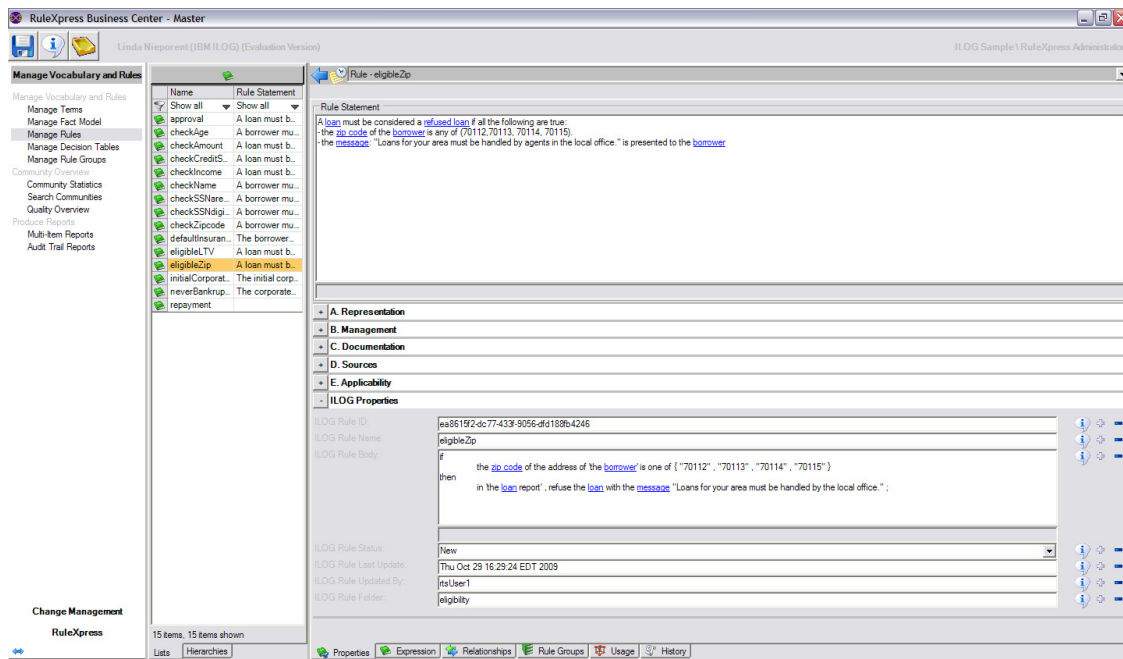 RuleXpress Business Center - Master
Linda Nieporent (IBM ILOG) (Evaluation Version)
ILOG Sample \ RuleXpress Administrator
Manage Vocabulary and Rules
Manage Vocabulary and Rules
Manage Terms
Manage Fact Model
Manage Rules
Manage Decision Tables
Manage Rule Groups
Community Overview
Community Statistics
Search Communities
Quality Overview
Produce Reports
Multi-Item Reports
Audit Trail Reports
Change Management
RuleXpress
Name Rule Statement
Show all Show all
approval A loan must b..
checkAge A borrower mu..
checkAmount A loan must b..
checkCreditS... A loan must b..
checkIncome A loan must b..
checkName A borrower mu..
checkSSNare... A borrower mu..
checkSSNdigi... A borrower mu..
checkZipcode A borrower mu..
defaultInsuran... The borrower...
eligibleLTV A loan must b..
eligibleZip A loan must b..
initialCorporat... The initial corp...
neverBankrup... The corporate...
repayment
15 items, 15 items shown
Lists Hierarchies
Rule - eligibleZip
Rule Statement
A loan must be considered a refused loan if all the following are true:
- the zip code of the borrower is any of (70112,70113, 70114, 70115).
- the message: "Loans for your area must be handled by agents in the local office." is presented to the borrower
+ A. Representation
+ B. Management
+ C. Documentation
+ D. Sources
+ E. Applicability
- ILOG Properties
ILOG Rule ID: ea8615f2-dc77-433f-9056-dfd188fb4246
ILOG Rule Name: eligibleZip
ILOG Rule Body: if
the zip code of the address of 'the borrower' is one of { "70112" , "70113" , "70114" , "70115" }
then
in 'the loan report' , refuse the loan with the message "Loans for your area must be handled by the local office." ;
ILOG Rule Status: New
ILOG Rule Last Update: Thu Oct 29 16:29:24 EDT 2009
ILOG Rule Updated By: rtsUser1
ILOG Rule Folder: eligibility
Properties Expression Relationships Rule Groups Usage History